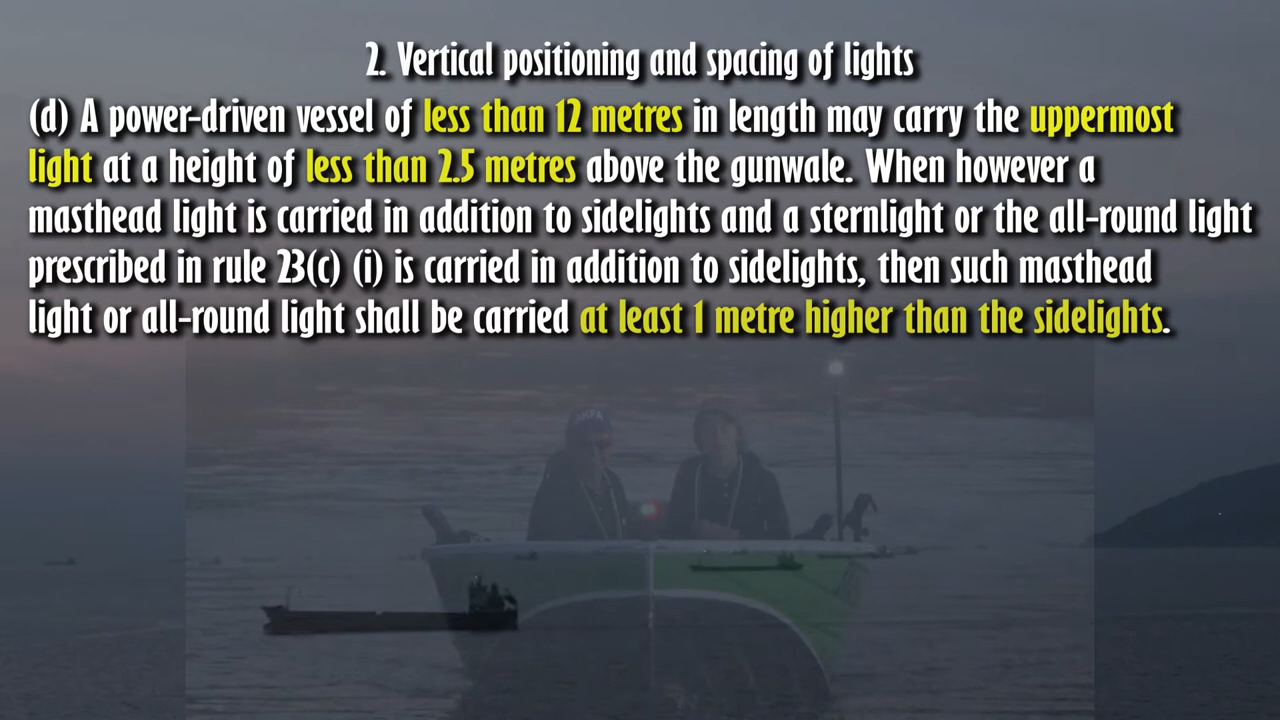 2. Vertical positioning and spacing of lights
(d) A power-driven vessel of less than 12 metres in length may carry the uppermost
light at a height of less than 2.5 metres above the gunwale. When however a
masthead light is carried in addition to sidelights and a sternlight or the all-round light
prescribed in rule 23(c) (i) is carried in addition to sidelights, then such masthead
light or all-round light shall be carried at least 1 metre higher than the sidelights.